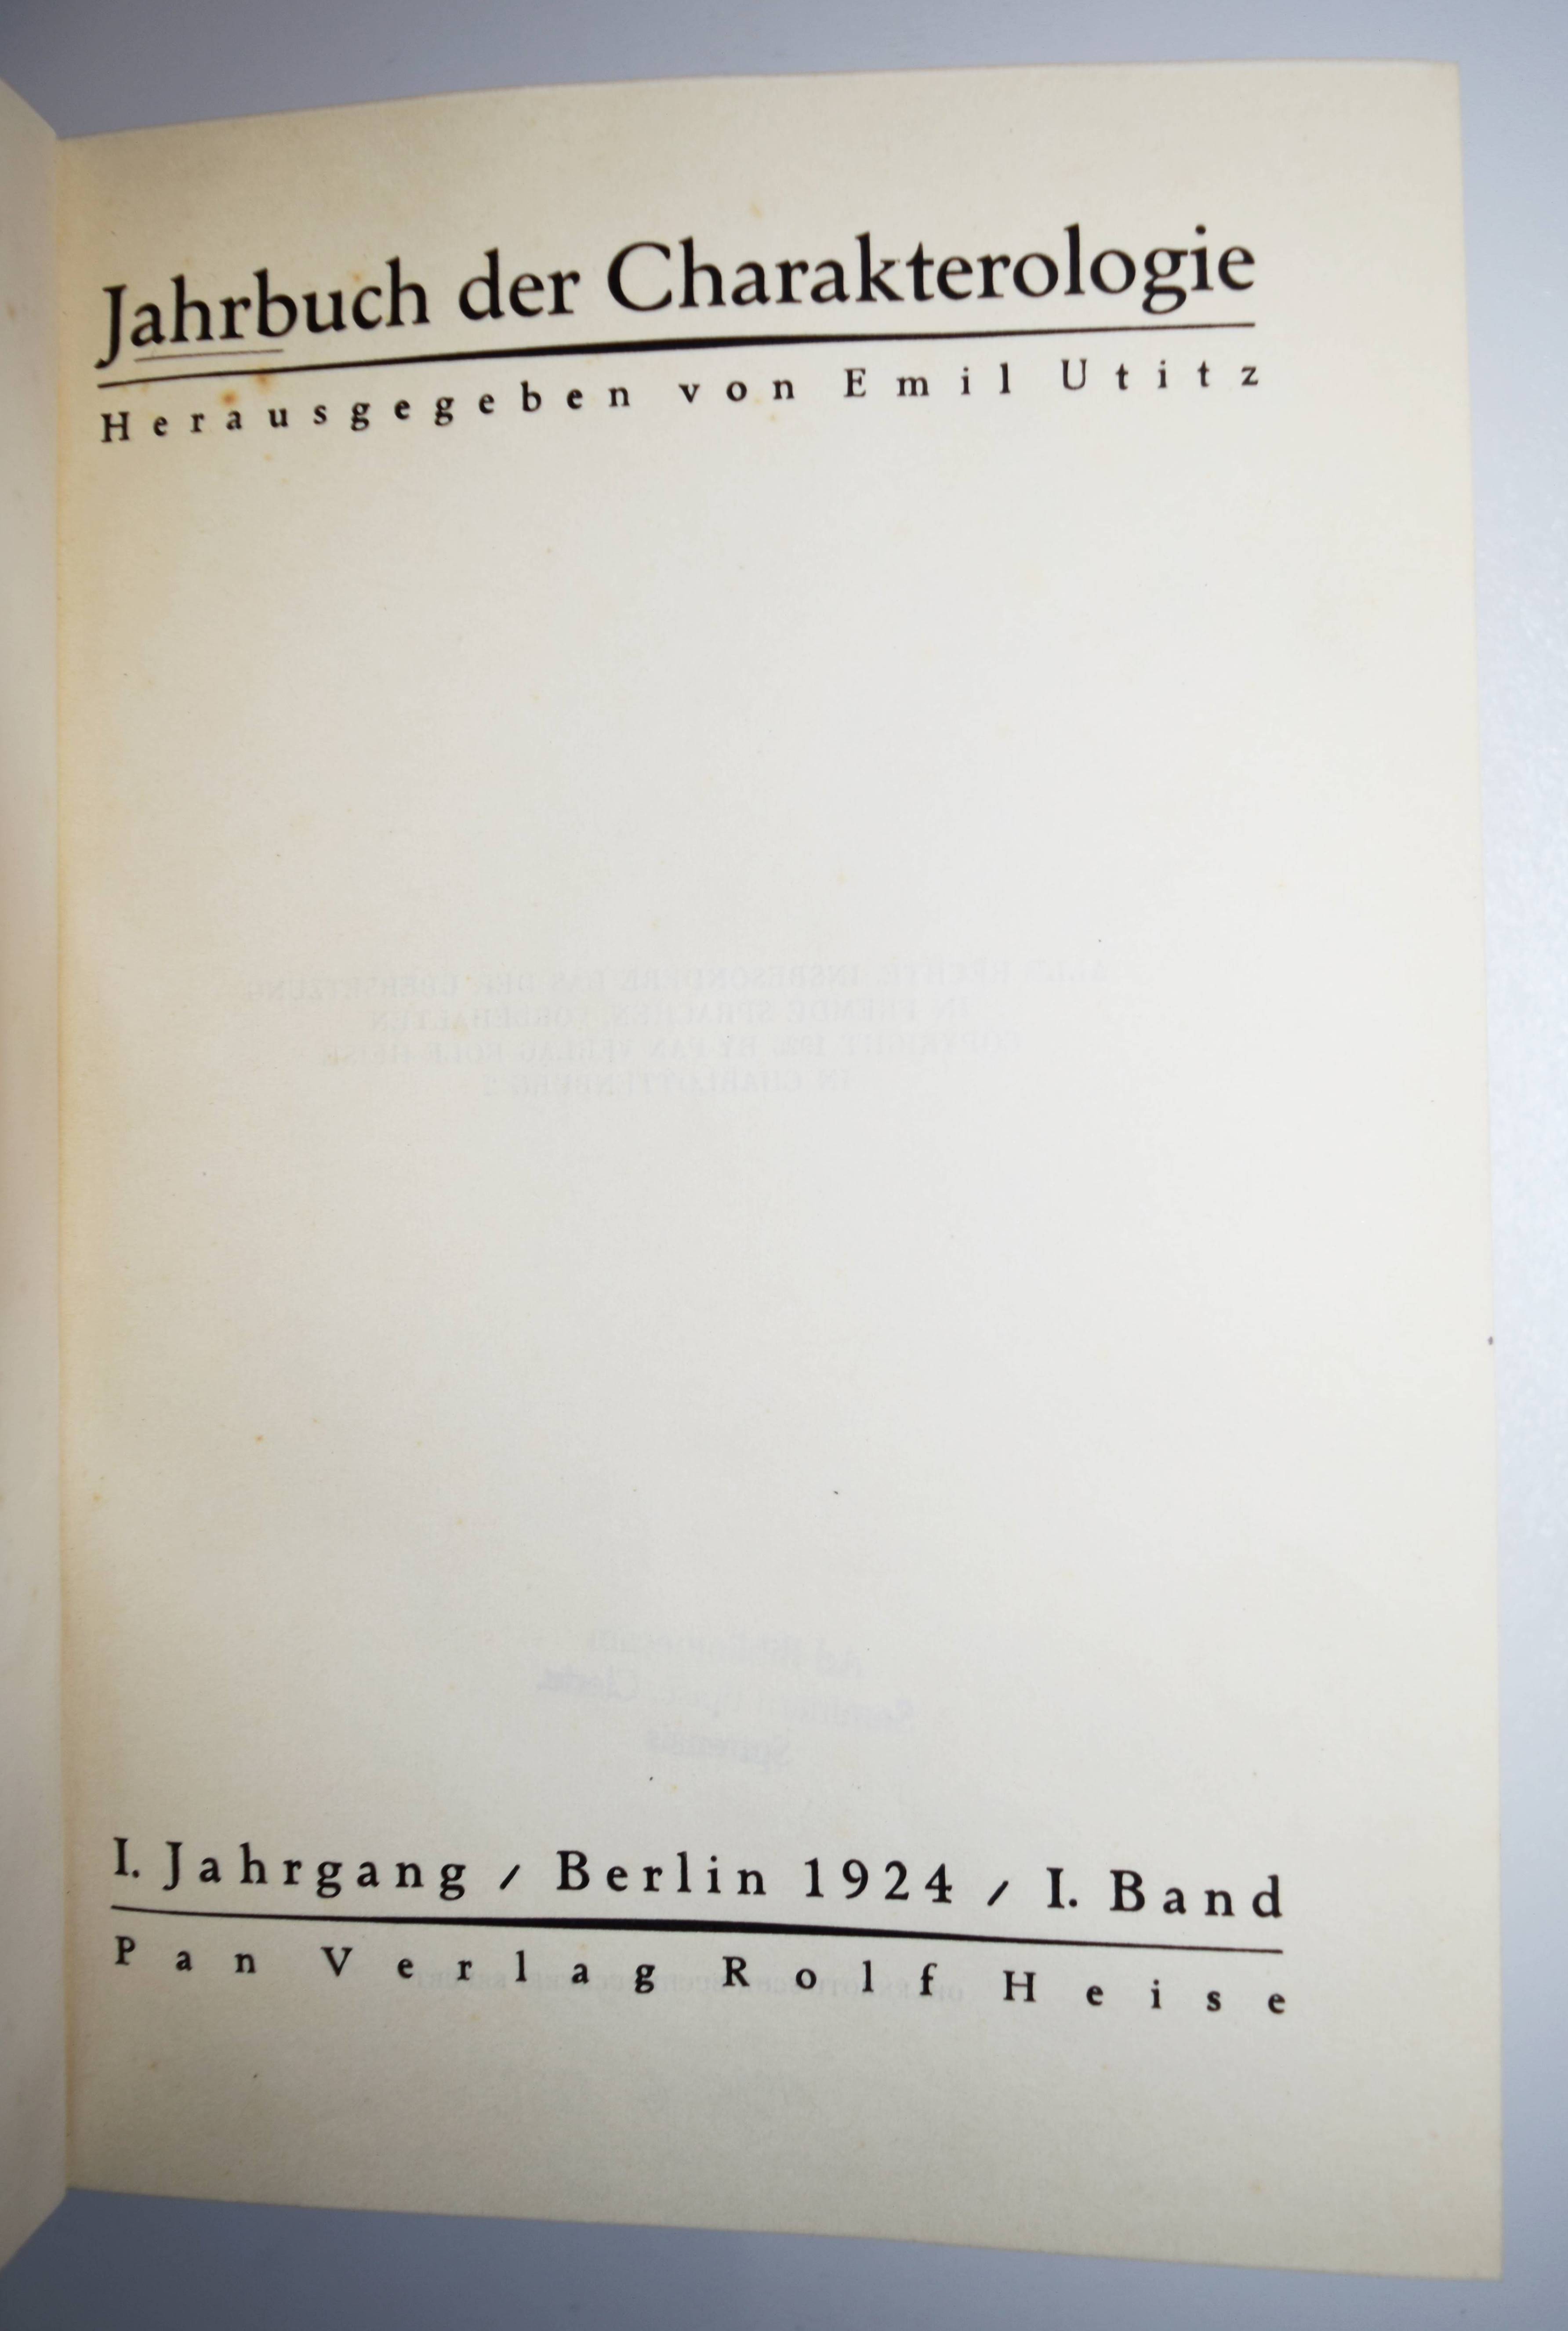 Jahrbuch der Charakterologie
Herausgegeben von Emil Utitz
I. Jahrgang / Berlin 1924 / I. Band
Pan Verlag Rolf Heise